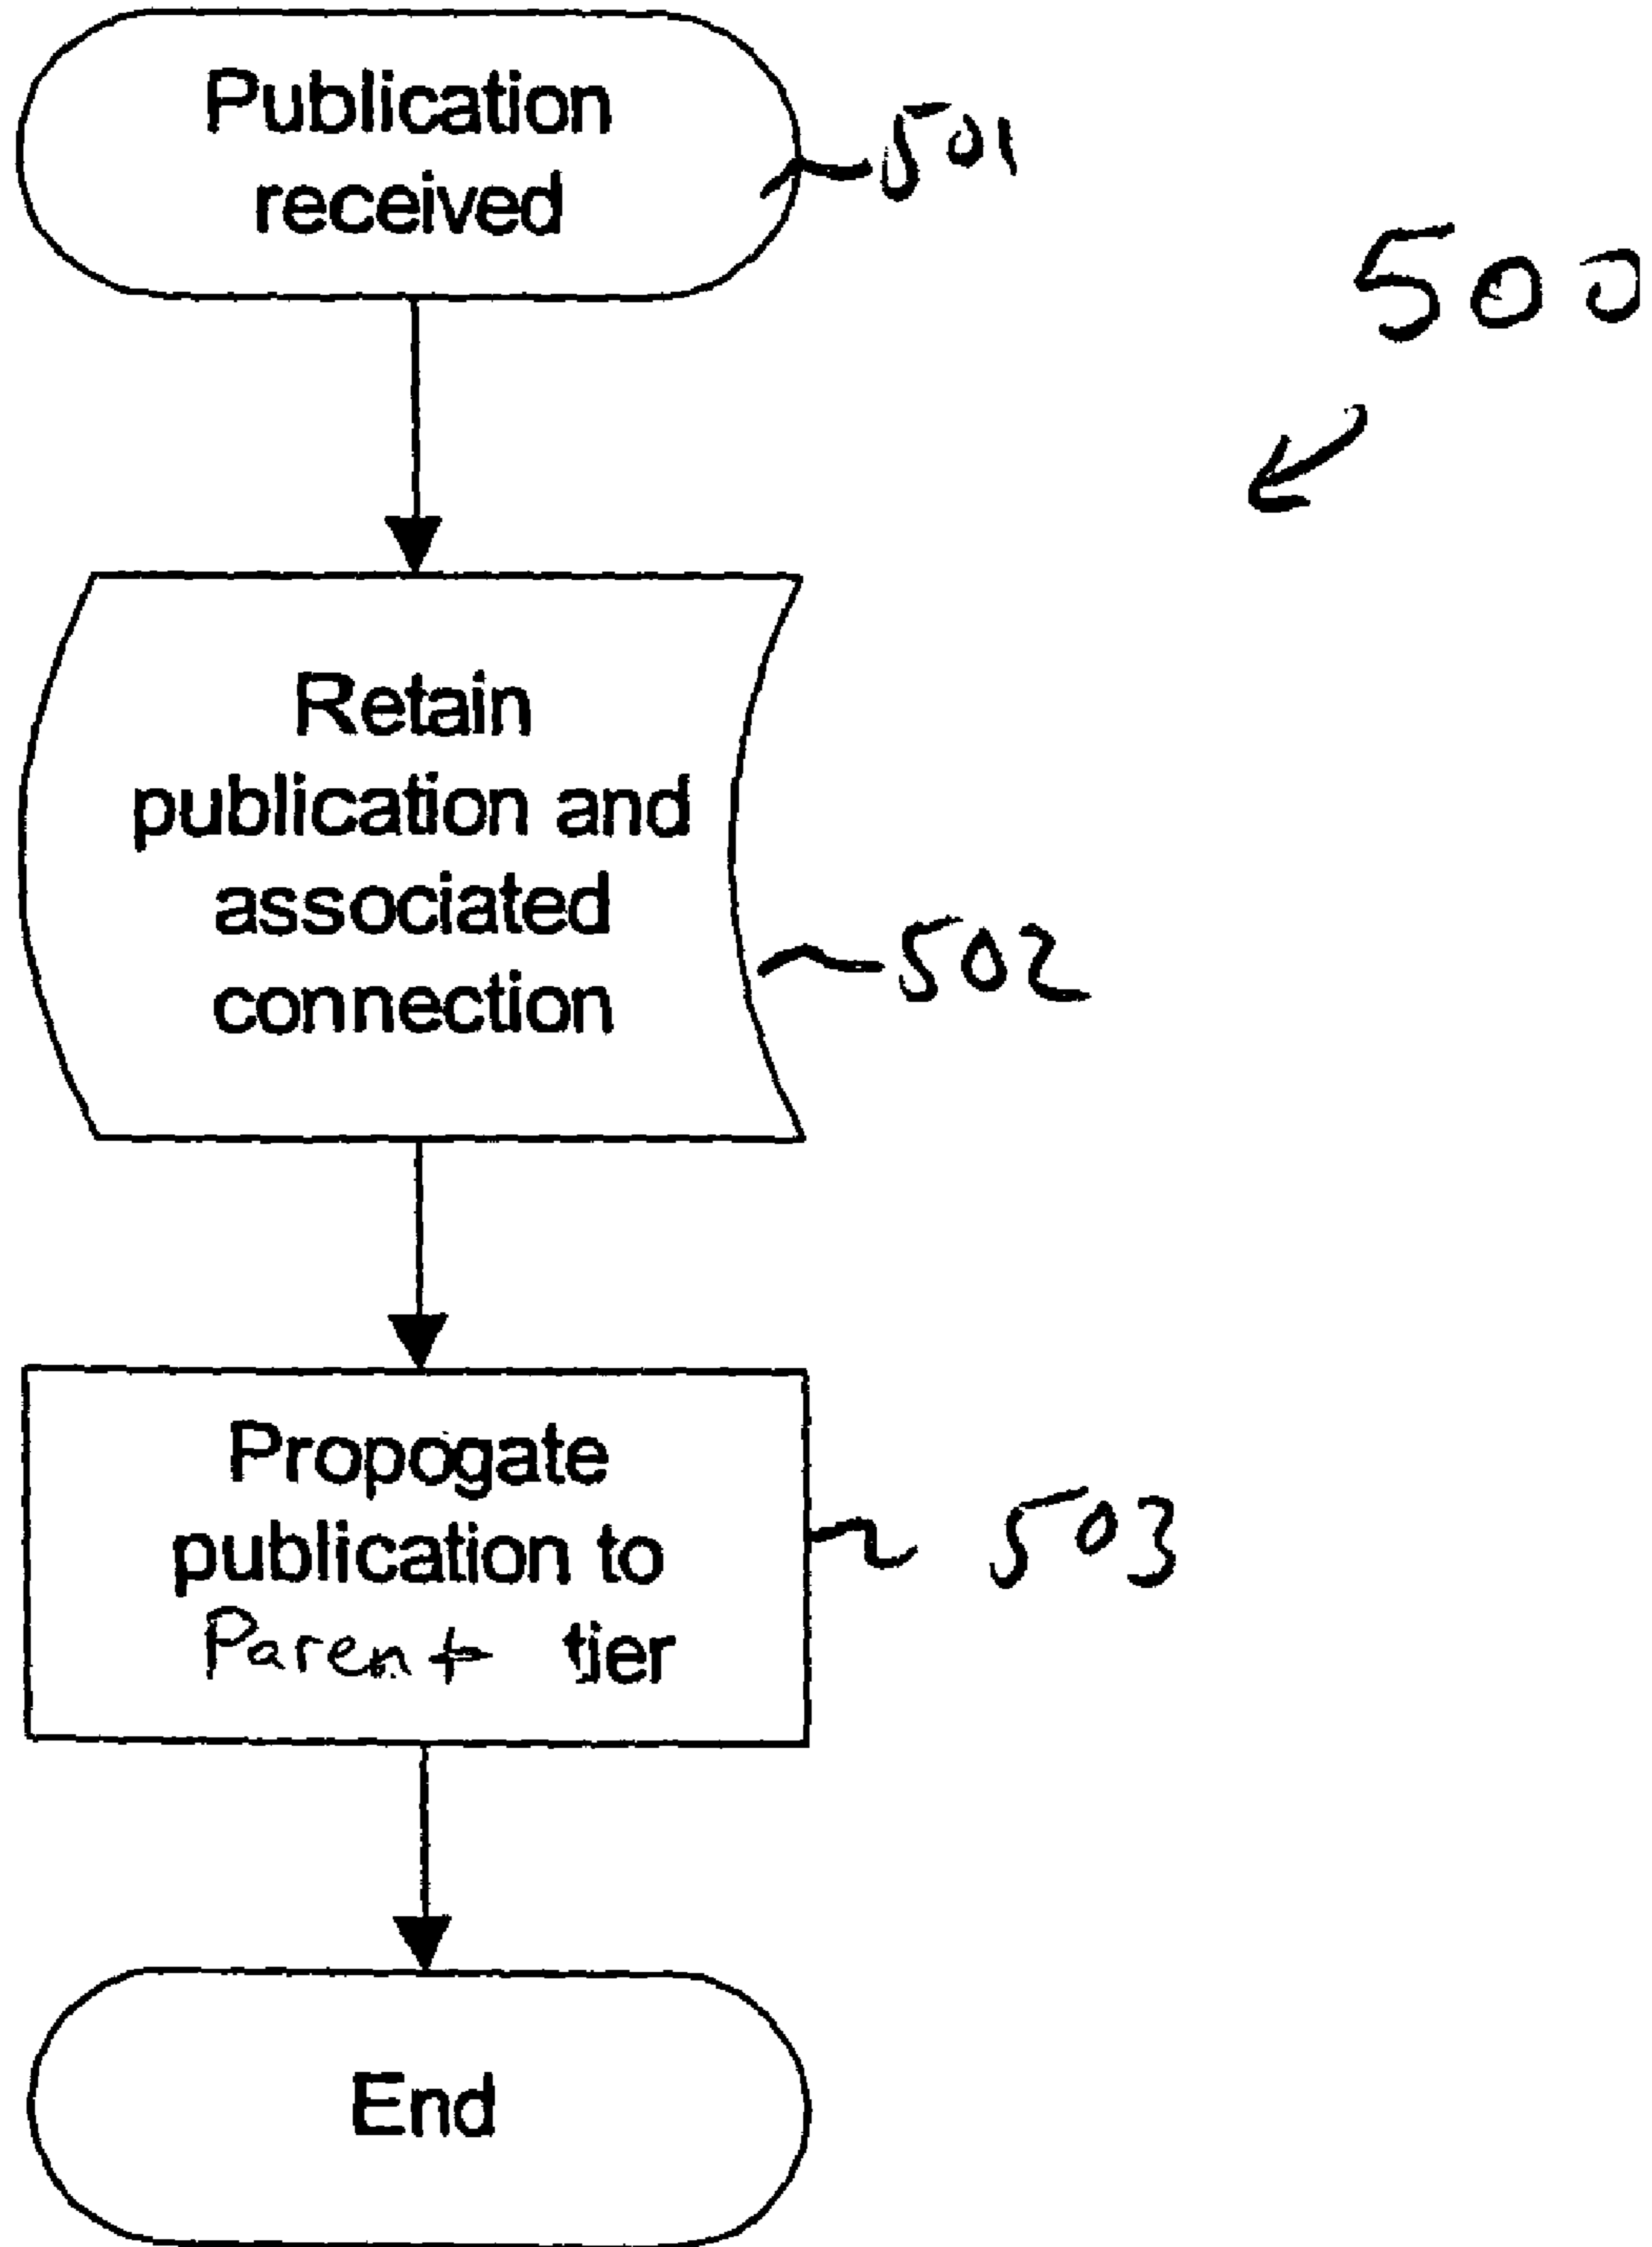 Publication
received
501
500
Retain
publication and
associated
connection
502
Propogate
publication to
Parent tier
503
End